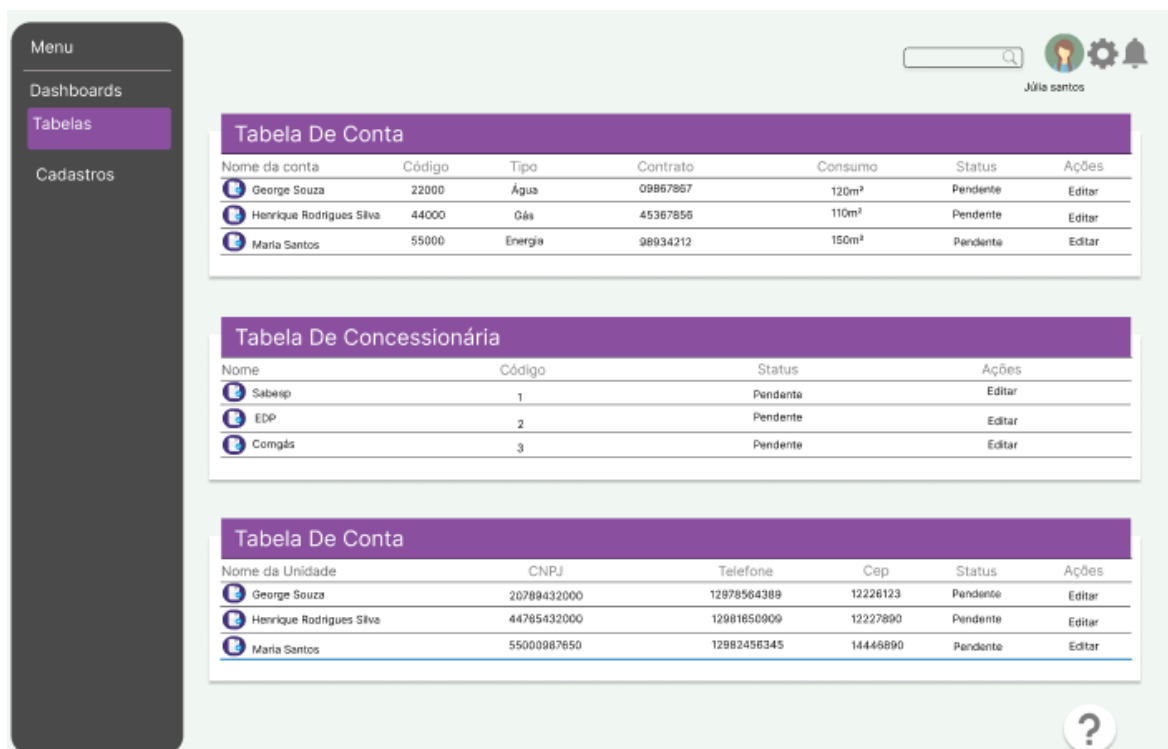 Menu
Dashboards
Tabelas
Cadastros
Júlia santos
Tabela De Conta
Nome da conta Código Tipo Contrato Consumo Status Ações
George Souza 22000 Água 09867867 120m³ Pendente Editar
Henrique Rodrigues Silva 44000 Gás 45367856 110m³ Pendente Editar
Maria Santos 55000 Energia 98934212 150m³ Pendente Editar
Tabela De Concessionária
Nome Código Status Ações
Sabesp 1 Pendente Editar
EDP 2 Pendente Editar
Comgás 3 Pendente Editar
Tabela De Conta
Nome da Unidade CNPJ Telefone Cep Status Ações
George Souza 20789432000 12978564389 12226123 Pendente Editar
Henrique Rodrigues Silva 44765432000 12981650909 12227890 Pendente Editar
Maria Santos 55000987650 12982456345 14446890 Pendente Editar
?